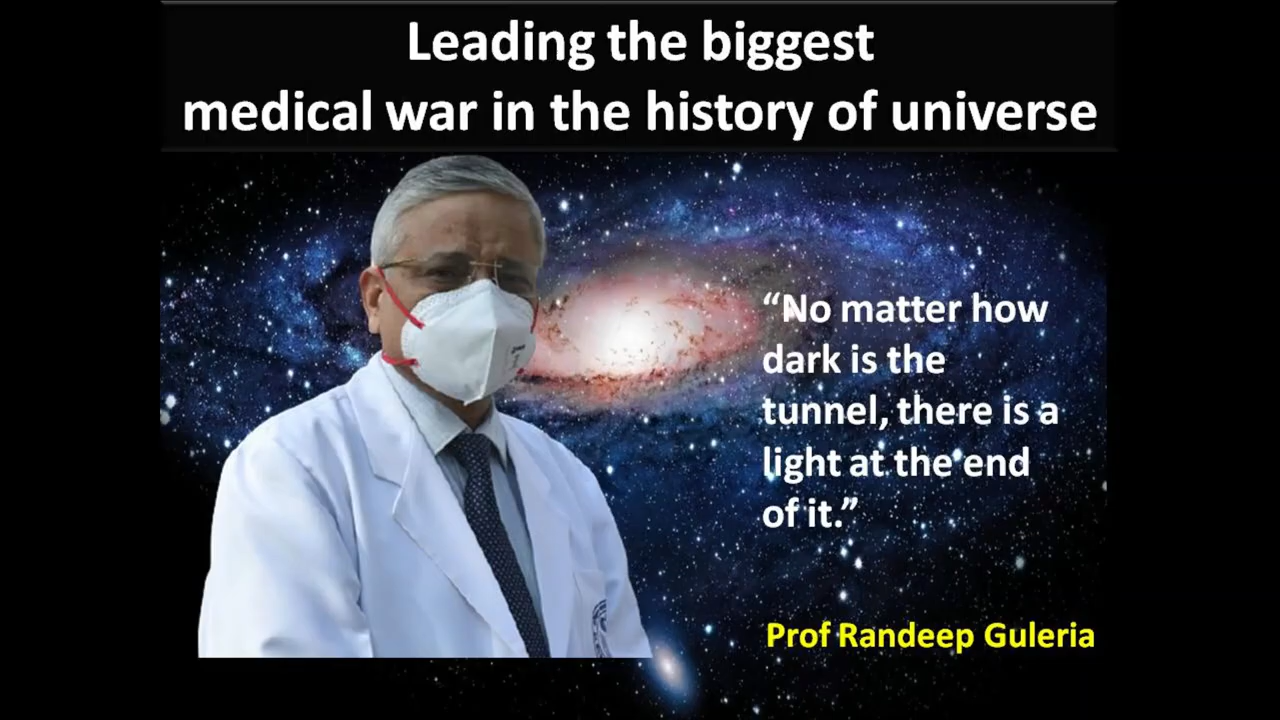 Leading the biggest
medical war in the history of universe
“No matter how
dark is the
tunnel, there is a
light at the end
of it.”
Prof Randeep Guleria